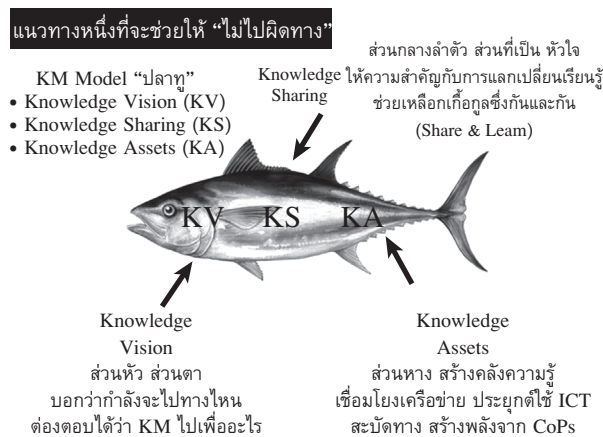 แนวทางหนึ่งที่จะช่วยให้ “ไม่ไปผิดทาง”
KM Model “ปลาทู”
• Knowledge Vision (KV)
• Knowledge Sharing (KS)
• Knowledge Assets (KA)
Knowledge
Sharing
ส่วนกลางลำตัว ส่วนที่เป็น หัวใจ
ให้ความสำคัญกับการแลกเปลี่ยนเรียนรู้
ช่วยเหลือกเกื้อกูลซึ่งกันและกัน
(Share & Leam)
KV KS KA
Knowledge
Vision
ส่วนหัว ส่วนตา
บอกว่ากำลังจะไปทางไหน
ต่องตอบได้ว่า KM ไปเพื่ออะไร
Knowledge
Assets
ส่วนหาง สร้างคลังความรู้
เชื่อมโยงเครือข่าย ประยุกต์ใช้ ICT
สะบัดทาง สร้างพลังจาก CoPs